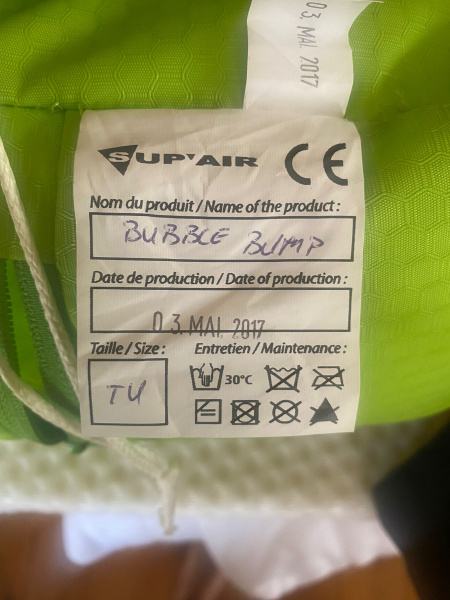 03. MAI 2017
SUP'AIR CE
Nom du produit / Name of the product :
BUBBLE BUMP
Date de production / Date of production :
03. MAI 2017
Taille / Size : Entretien / Maintenance :
TU 30°C